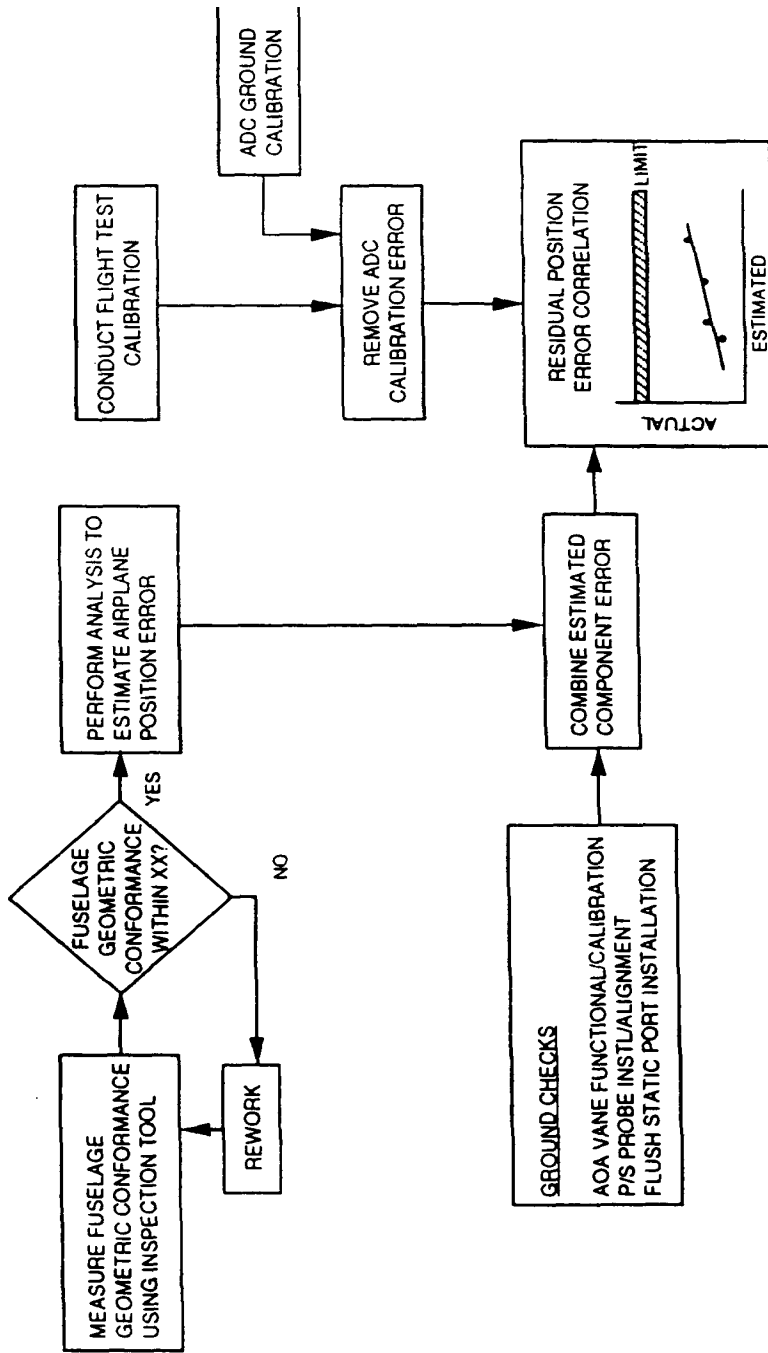 MEASURE FUSELAGE
GEOMETRIC CONFORMANCE
USING INSPECTION TOOL
FUSELAGE
GEOMETRIC
CONFORMANCE
WITHIN XX?
YES
NO
REWORK
PERFORM ANALYSIS TO
ESTIMATE AIRPLANE
POSITION ERROR
CONDUCT FLIGHT TEST
CALIBRATION
ADC GROUND
CALIBRATION
REMOVE ADC
CALIBRATION ERROR
GROUND CHECKS
AOA VANE FUNCTIONAL/CALIBRATION
P/S PROBE INSTL/ALIGNMENT
FLUSH STATIC PORT INSTALLATION
COMBINE ESTIMATED
COMPONENT ERROR
RESIDUAL POSITION
ERROR CORRELATION
LIMIT
ACTUAL
ESTIMATED